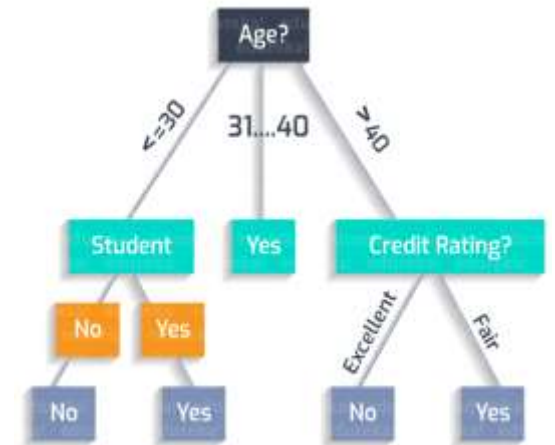 Age?
<=30
31....40
> 40
Student
Yes
Credit Rating?
No
Yes
Excellent
Fair
No
Yes
No
Yes